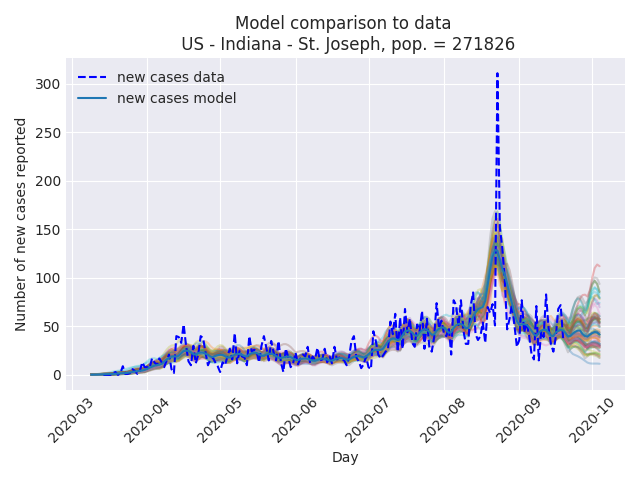 Model comparison to data
US - Indiana - St. Joseph, pop. = 271826
new cases data
new cases model
Number of new cases reported
300
250
200
150
100
50
0
2020-03
2020-04
2020-05
2020-06
2020-07
2020-08
2020-09
2020-10
Day